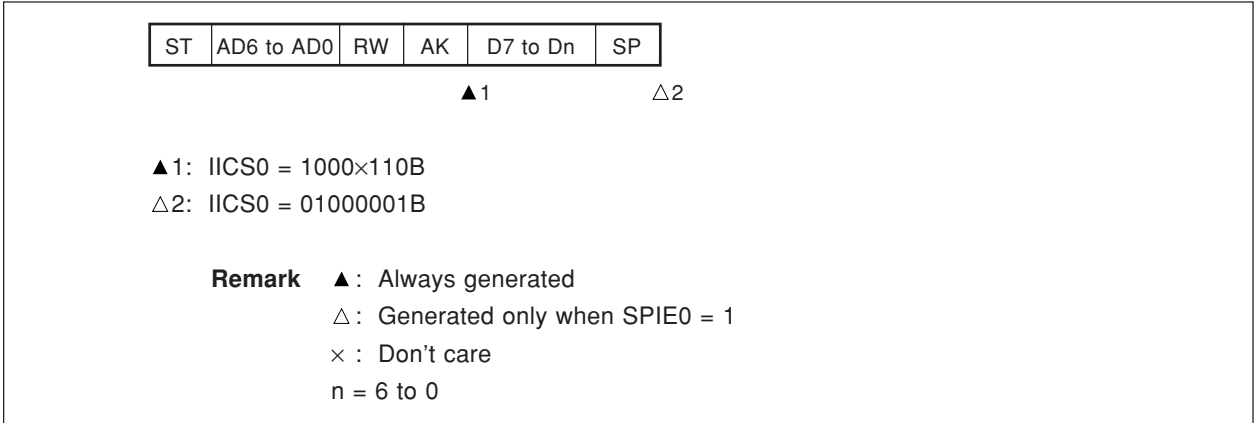 ST AD6 to AD0 RW AK D7 to Dn SP
▲1 △2
▲1: IICS0 = 1000×110B
△2: IICS0 = 01000001B
Remark ▲: Always generated
△: Generated only when SPIE0 = 1
× : Don't care
n = 6 to 0